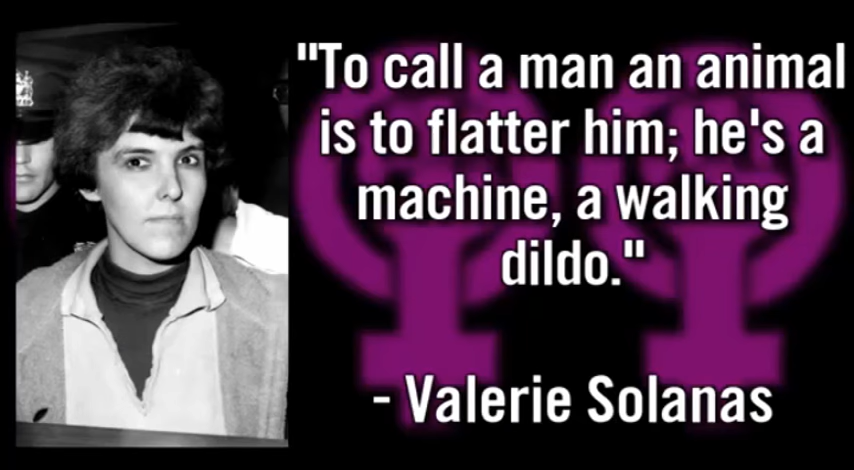 "To call a man an animal
is to flatter him; he's a
machine, a walking
dildo."
- Valerie Solanas